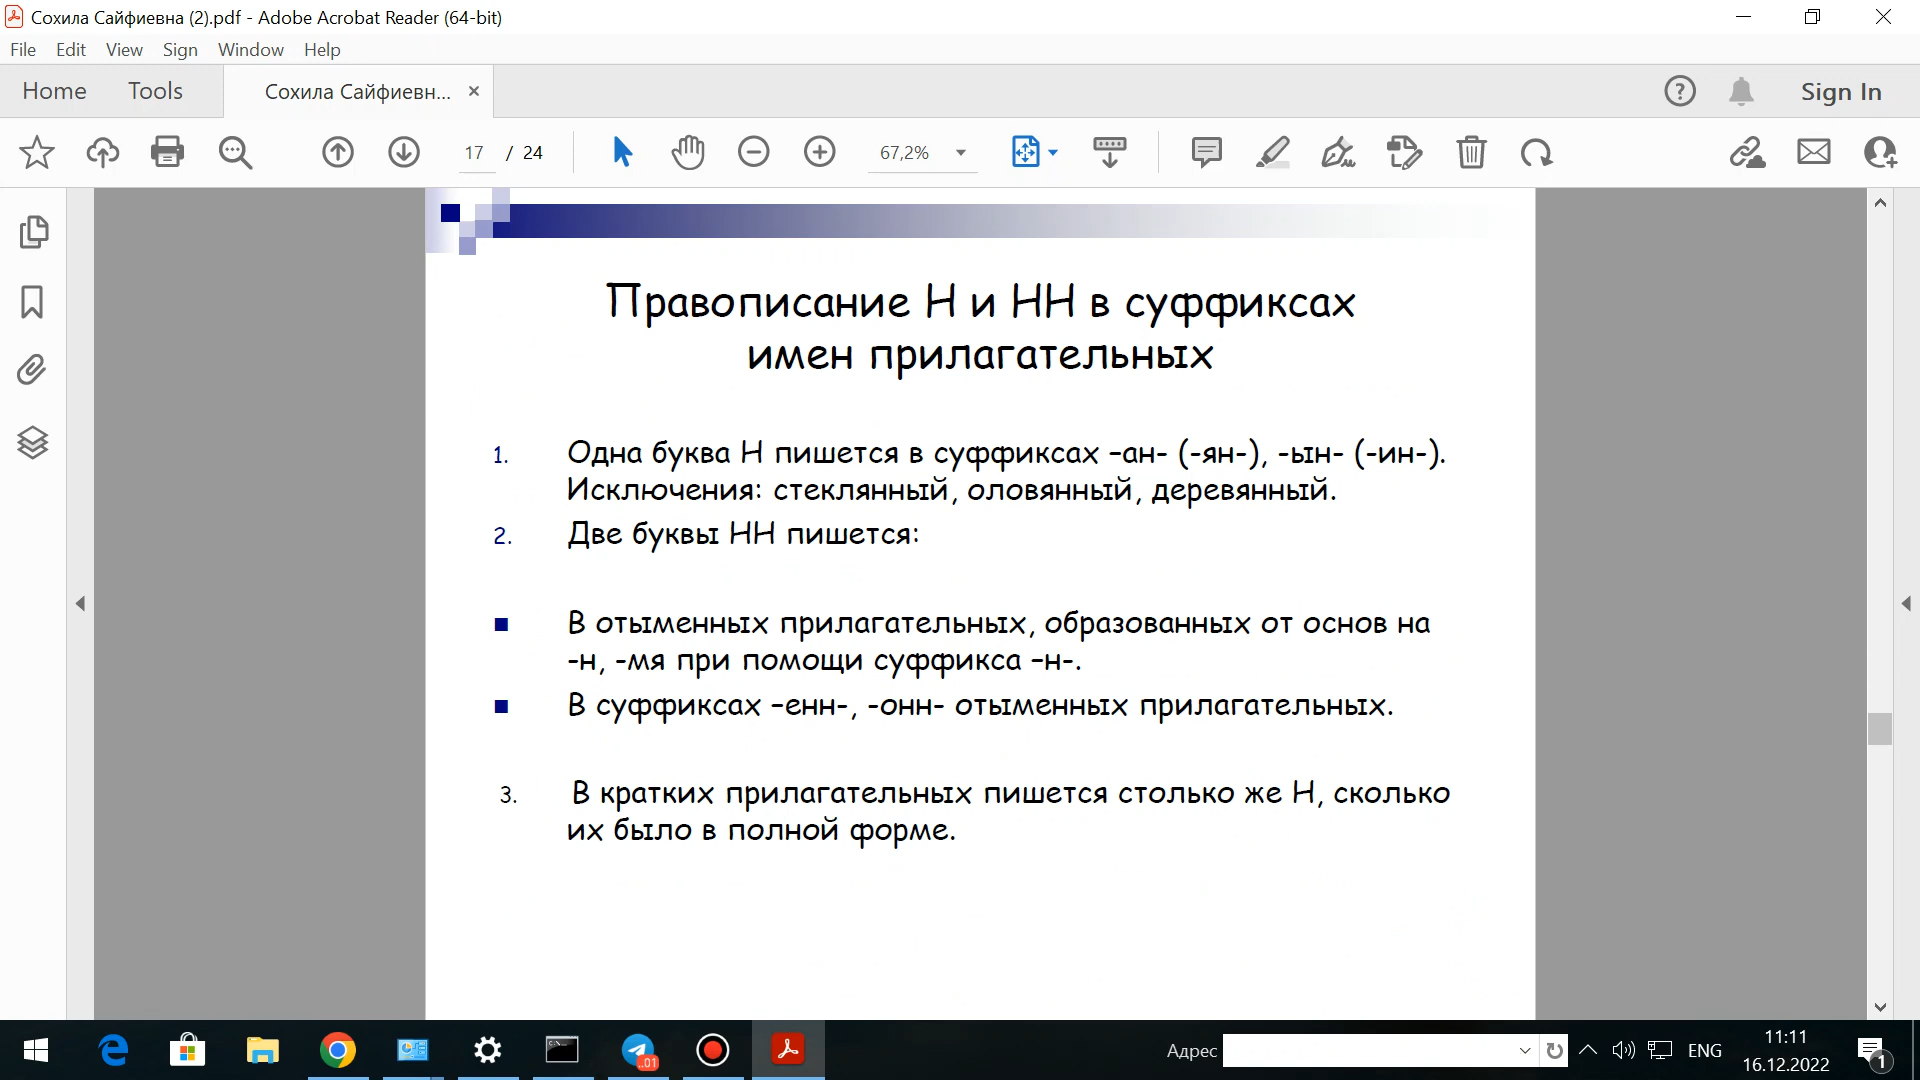 Сохила Сайфиевна (2).pdf - Adobe Acrobat Reader (64-bit)
File Edit View Sign Window Help
Home Tools Сохила Сайфиевн... × Sign In
17 / 24 67,2%
Правописание Н и НН в суффиксах
имен прилагательных
1. Одна буква Н пишется в суффиксах –ан- (-ян-), -ын- (-ин-).
Исключения: стеклянный, оловянный, деревянный.
2. Две буквы НН пишется:
В отыменных прилагательных, образованных от основ на
-н, -мя при помощи суффикса –н-.
В суффиксах –енн-, -онн- отыменных прилагательных.
3. В кратких прилагательных пишется столько же Н, сколько
их было в полной форме.
..01 Адрес ENG 11:11
16.12.2022 1